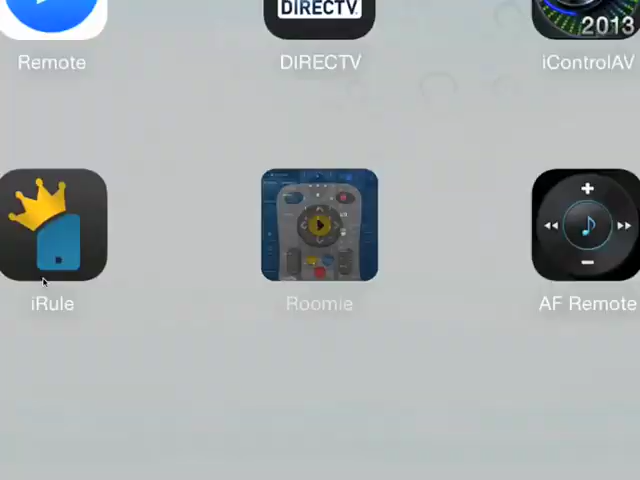 DIRECTV
2013
Remote
DIRECTV
iControlAV
iRule
Roomie
AF Remote